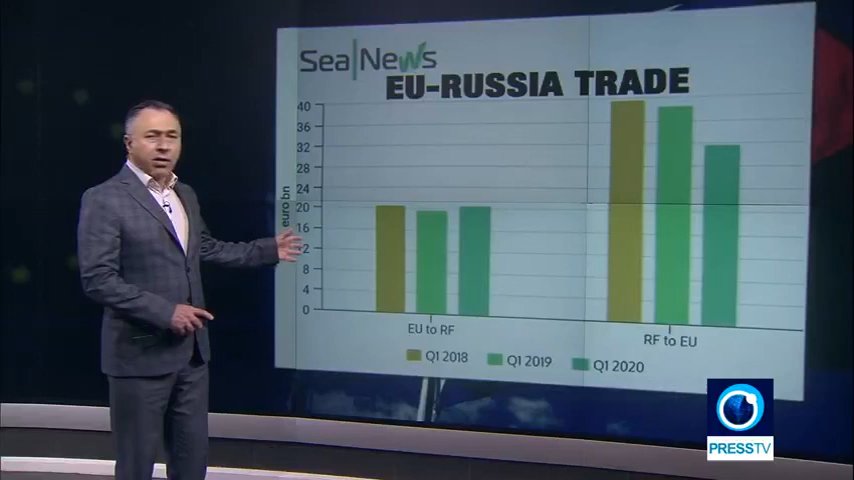 Sea|News
EU-RUSSIA TRADE
euro bn
40
36
32
28
24
20
16
12
8
4
0
EU to RF
RF to EU
Q1 2018
Q1 2019
Q1 2020
PRESSTV